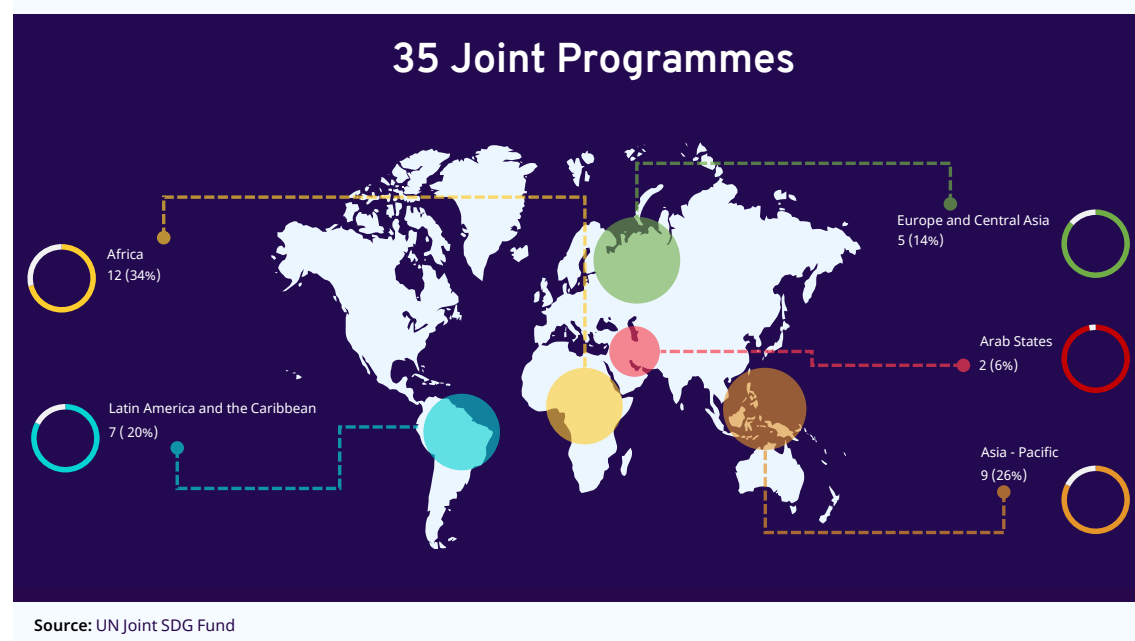 35 Joint Programmes
Africa
12 (34%)
Latin America and the Caribbean
7 ( 20%)
Europe and Central Asia
5 (14%)
Arab States
2 (6%)
Asia - Pacific
9 (26%)
Source: UN Joint SDG Fund